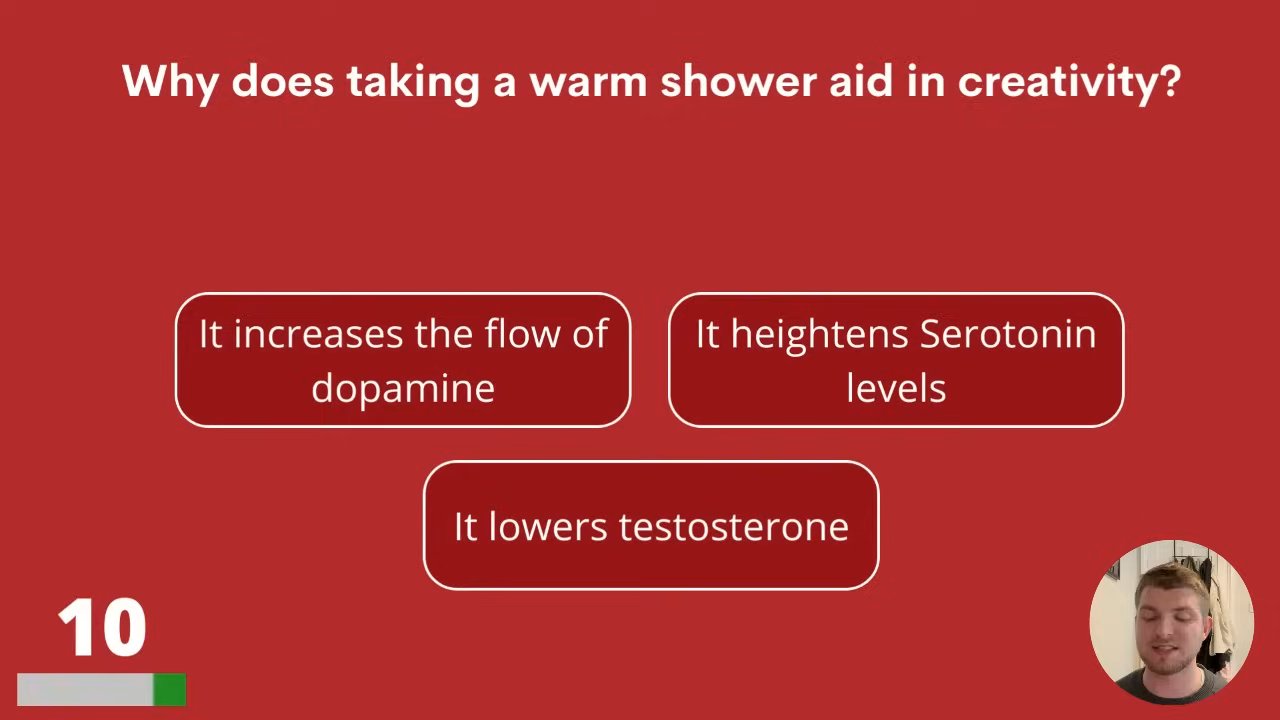 Why does taking a warm shower aid in creativity?
It increases the flow of
dopamine
It heightens Serotonin
levels
It lowers testosterone
10